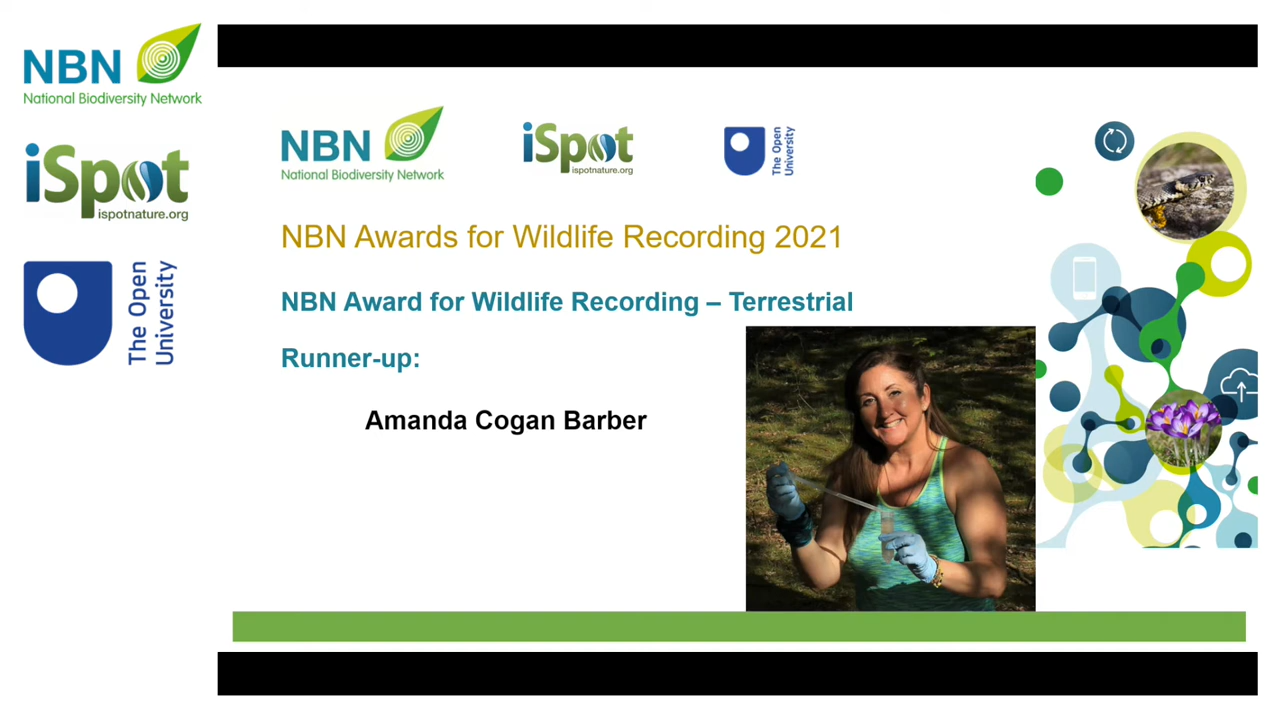 NBN
National Biodiversity Network
iSpot
ispotnature.org
The Open
University
NBN
National Biodiversity Network
iSpot
ispotnature.org
The Open
University
NBN Awards for Wildlife Recording 2021
NBN Award for Wildlife Recording – Terrestrial
Runner-up:
Amanda Cogan Barber